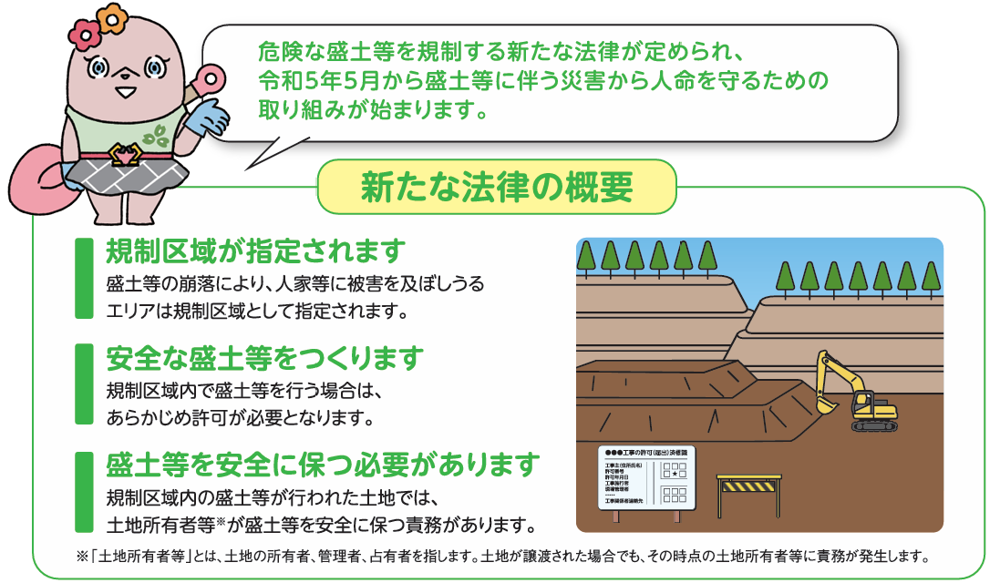 危険な盛土等を規制する新たな法律が定められ、
令和5年5月から盛土等に伴う災害から人命を守るための
取り組みが始まります。
新たな法律の概要
規制区域が指定されます
盛土等の崩落により、人家等に被害を及ぼしうる
エリアは規制区域として指定されます。
安全な盛土等をつくります
規制区域内で盛土等を行う場合は、
あらかじめ許可が必要となります。
盛土等を安全に保つ必要があります
規制区域内の盛土等が行われた土地では、
土地所有者等※が盛土等を安全に保つ責務があります。
●●●工事の許可(届出)済標識
工事主(住所氏名)
許可番号
許可年月日
工事施行者
現場管理者
・・・・・
工事関係者連絡先
※「土地所有者等」とは、土地の所有者、管理者、占有者を指します。土地が譲渡された場合でも、その時点の土地所有者等に責務が発生します。